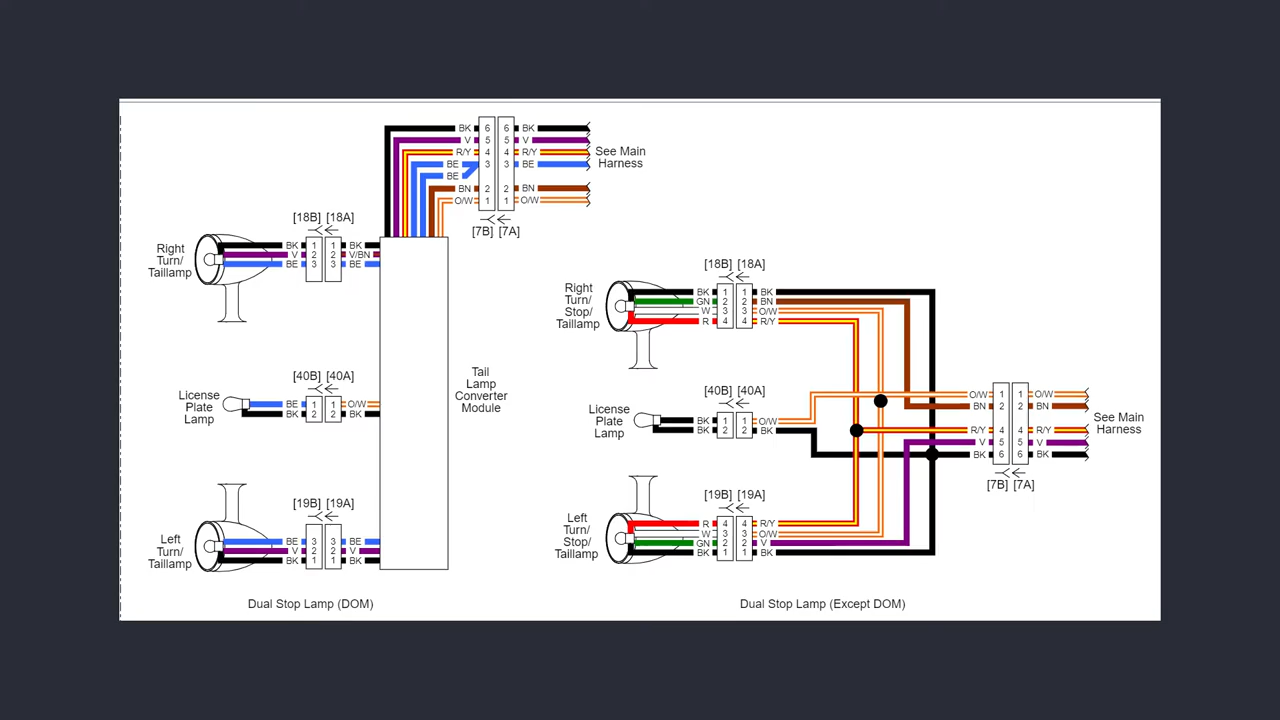 BK 6 6 BK
V 5 5 V
R/Y 4 4 R/Y
BE 3 3 BE
BE
BN 2 2 BN
O/W 1 1 O/W
[7B] [7A]
See Main
Harness
[18B] [18A]
Right
Turn/
Taillamp
BK 1 1 BK
V 2 2 V/BN
BE 3 3 BE
[40B] [40A]
License
Plate
Lamp
BE 1 1 O/W
BK 2 2 BK
Tail
Lamp
Converter
Module
[19B] [19A]
Left
Turn/
Taillamp
BE 3 3 BE
V 2 2 V
BK 1 1 BK
Dual Stop Lamp (DOM)
[18B] [18A]
Right
Turn/
Stop/
Taillamp
BK 1 1 BK
GN 2 2 BN
W 3 3 O/W
R 4 4 R/Y
[40B] [40A]
License
Plate
Lamp
BK 1 1 O/W
BK 2 2 BK
O/W 1 1 O/W
BN 2 2 BN
R/Y 4 4 R/Y
V 5 5 V
BK 6 6 BK
[7B] [7A]
See Main
Harness
[19B] [19A]
Left
Turn/
Stop/
Taillamp
R 4 4 R/Y
W 3 3 O/W
GN 2 2 V
BK 1 1 BK
Dual Stop Lamp (Except DOM)